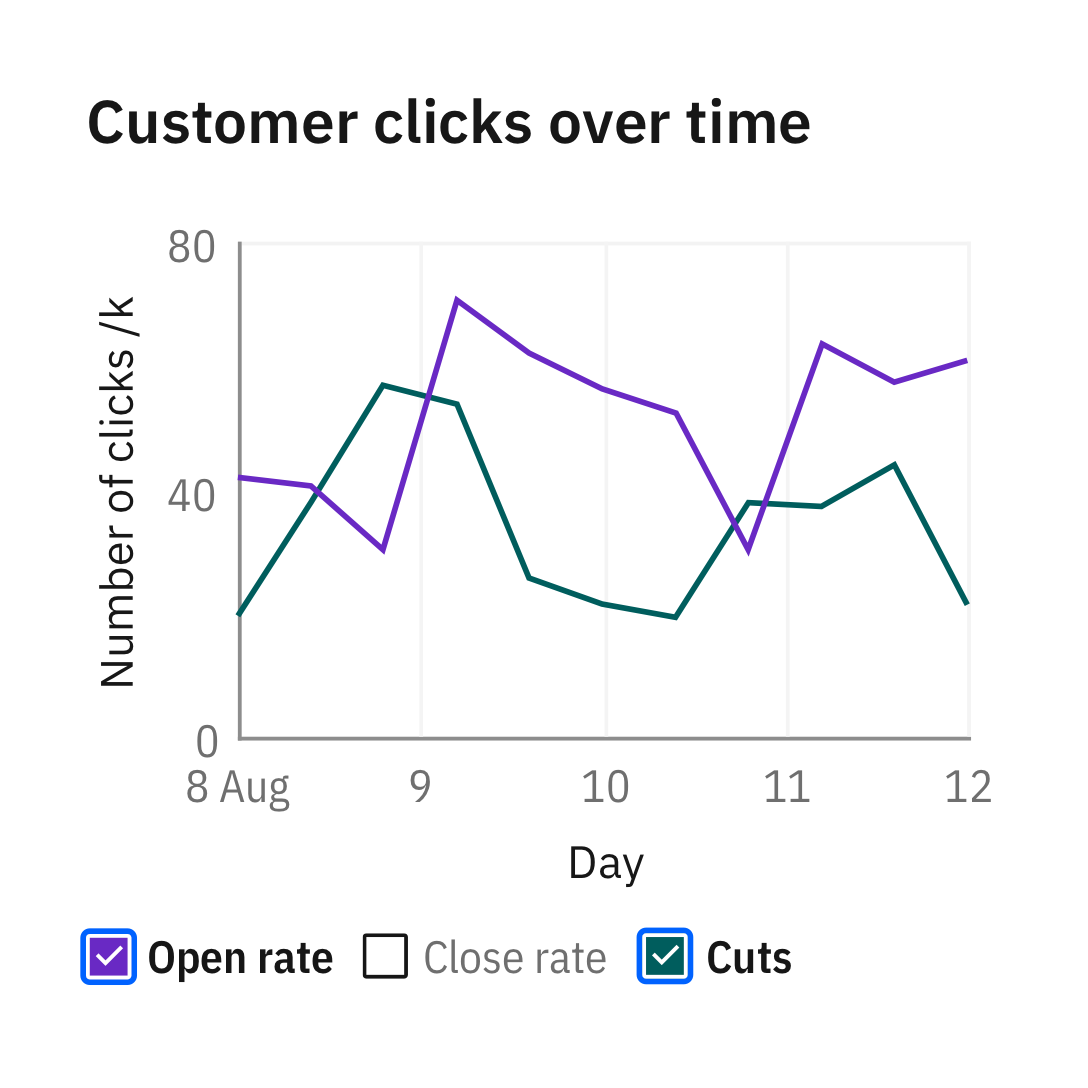 Customer clicks over time
Number of clicks /k
80
40
0
8 Aug 9 10 11 12
Day
Open rate Close rate Cuts